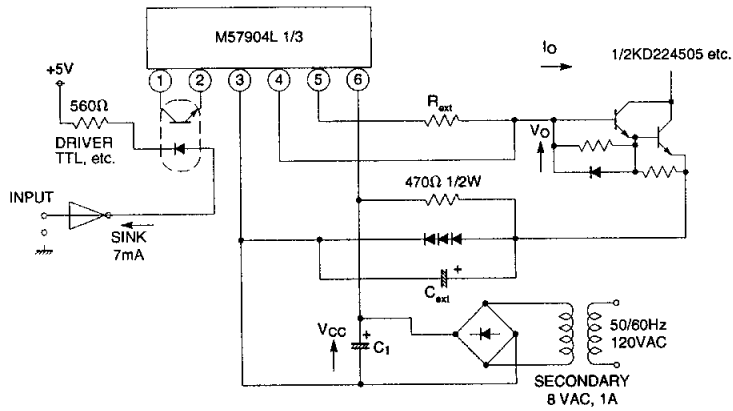 M57904L 1/3
1 2 3 4 5 6
+5V
560Ω
DRIVER
TTL, etc.
INPUT
SINK
7mA
Rext
IO
1/2KD224505 etc.
VO
470Ω 1/2W
Cext
+
VCC
+
C1
50/60Hz
120VAC
SECONDARY
8 VAC, 1A